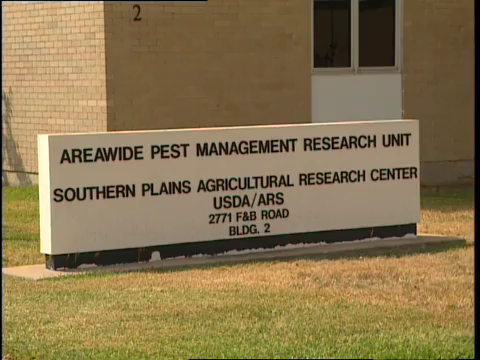 2
AREAWIDE PEST MANAGEMENT RESEARCH UNIT
SOUTHERN PLAINS AGRICULTURAL RESEARCH CENTER
USDA/ARS
2771 F&B ROAD
BLDG. 2